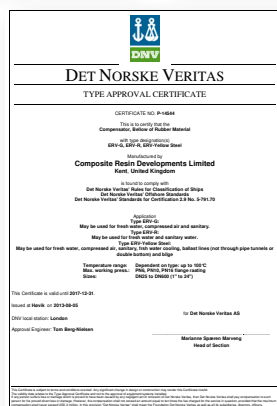 DNV
DET NORSKE VERITAS
TYPE APPROVAL CERTIFICATE
CERTIFICATE NO. P-14544
This is to certify that the
Compensator, Bellow of Rubber Material
with type designation(s)
ERV-G, ERV-R, ERV-Yellow Steel
Manufactured by
Composite Resin Developments Limited
Kent, United Kingdom
is found to comply with
Det Norske Veritas' Rules for Classification of Ships
Det Norske Veritas' Offshore Standards
Det Norske Veritas' Standards for Certification 2.9 No. 5-791.70
Application
Type ERV-G:
May be used for fresh water, compressed air and sanitary.
Type ERV-R:
May be used for fresh water and sanitary water.
Type ERV-Yellow Steel:
May be used for fresh water, compressed air, sanitary, fish water, cooling, ballast lines (not through pipe tunnels or
double bottom) and bilge
Temperature range: Dependent on type: up to 100°C
Max. working press.: PN6, PN10, PN16 flange raating
Sizes: DN25 to DN600 (1" to 24")
This Certificate is valid until 2017-12-31.
Issued at Høvik on 2013-08-05
for Det Norske Veritas AS
DNV local station: London
Approval Engineer: Tom Berg-Nielsen
Marianne Spæren Marveng
Head of Section